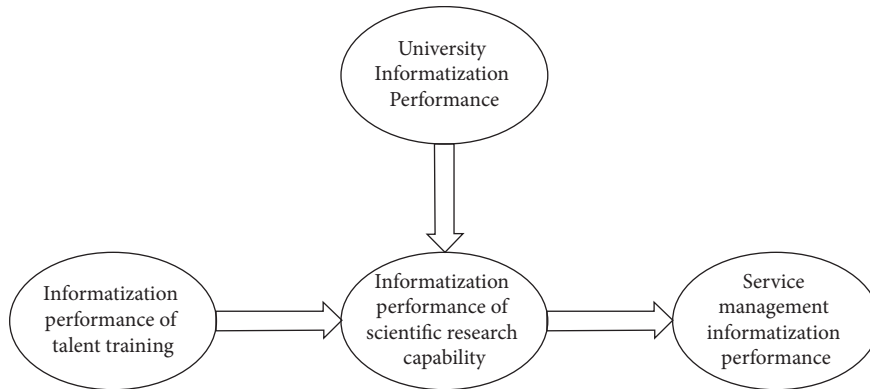 University
Informatization
Performance
Informatization
performance of
talent training
Informatization
performance of
scientific research
capability
Service
management
informatization
performance